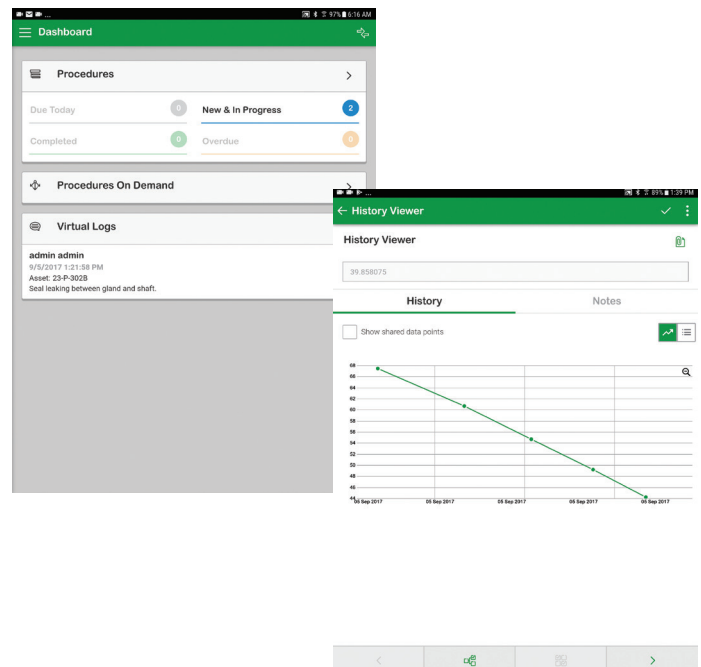 97% 6:16 AM
Dashboard
Procedures
Due Today 0 New & In Progress 2
Completed 0 Overdue 0
Procedures On Demand
Virtual Logs
admin admin
9/5/2017 1:21:58 PM
Asset: 23-P-302B
Seal leaking between gland and shaft.
89% 1:39 PM
History Viewer
History Viewer
39.858075
History Notes
Show shared data points
68
66
64
62
60
58
56
54
52
50
48
46
44
05 Sep 2017 05 Sep 2017 05 Sep 2017 05 Sep 2017 05 Sep 2017